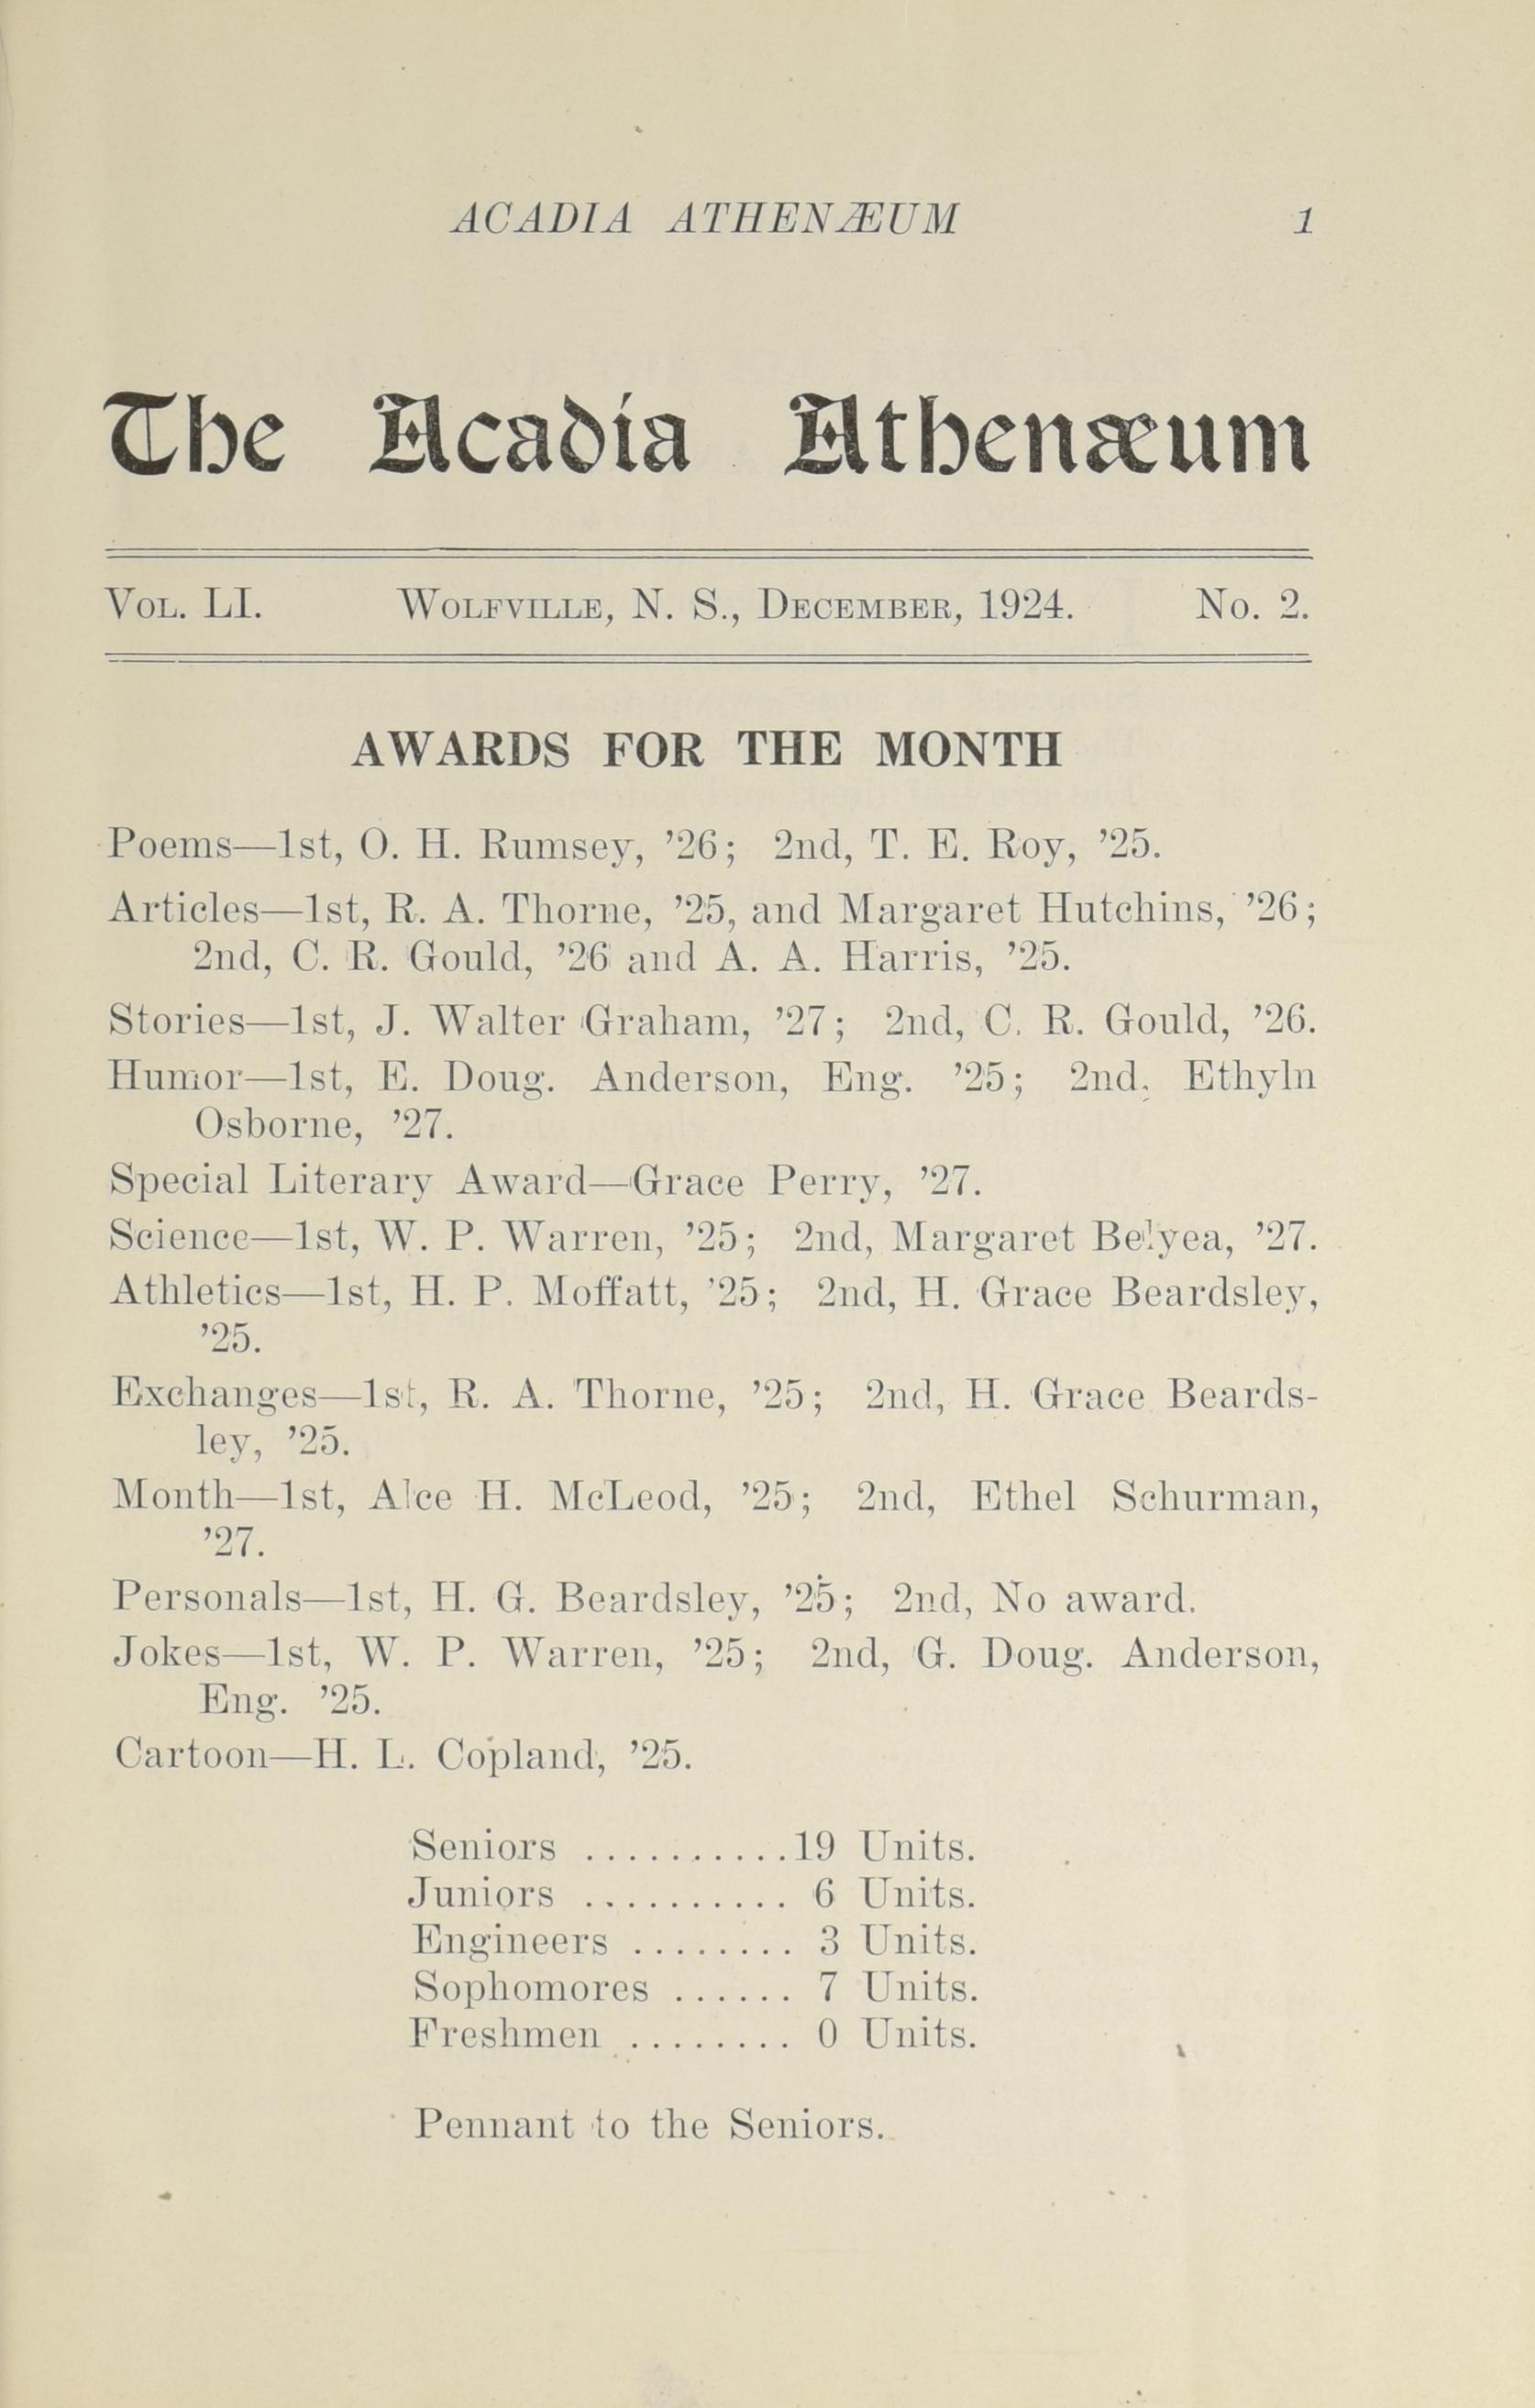 ACADIA ATHENÆUM 1
The Acadia Athenæum
VOL. LI. WOLFVILLE, N. S., DECEMBER, 1924. No. 2.
AWARDS FOR THE MONTH
Poems—1st, O. H. Rumsey, ’26; 2nd, T. E. Roy, ’25.
Articles—1st, R. A. Thorne, ’25, and Margaret Hutchins, ’26;
2nd, C. R. Gould, ’26 and A. A. Harris, ’25.
Stories—1st, J. Walter Graham, ’27; 2nd, C. R. Gould, ’26.
Humor—1st, E. Doug. Anderson, Eng. ’25; 2nd, Ethyln
Osborne, ’27.
Special Literary Award—Grace Perry, ’27.
Science—1st, W. P. Warren, ’25; 2nd, Margaret Belyea, ’27.
Athletics—1st, H. P. Moffatt, ’25; 2nd, H. Grace Beardsley,
’25.
Exchanges—1st, R. A. Thorne, ’25; 2nd, H. Grace Beards-
ley, ’25.
Month—1st, Alce H. McLeod, ’25; 2nd, Ethel Schurman,
’27.
Personals—1st, H. G. Beardsley, ’25; 2nd, No award.
Jokes—1st, W. P. Warren, ’25; 2nd, G. Doug. Anderson,
Eng. ’25.
Cartoon—H. L. Copland, ’25.
Seniors ..........19 Units.
Juniors .......... 6 Units.
Engineers ........ 3 Units.
Sophomores ...... 7 Units.
Freshmen ........ 0 Units.
Pennant to the Seniors.